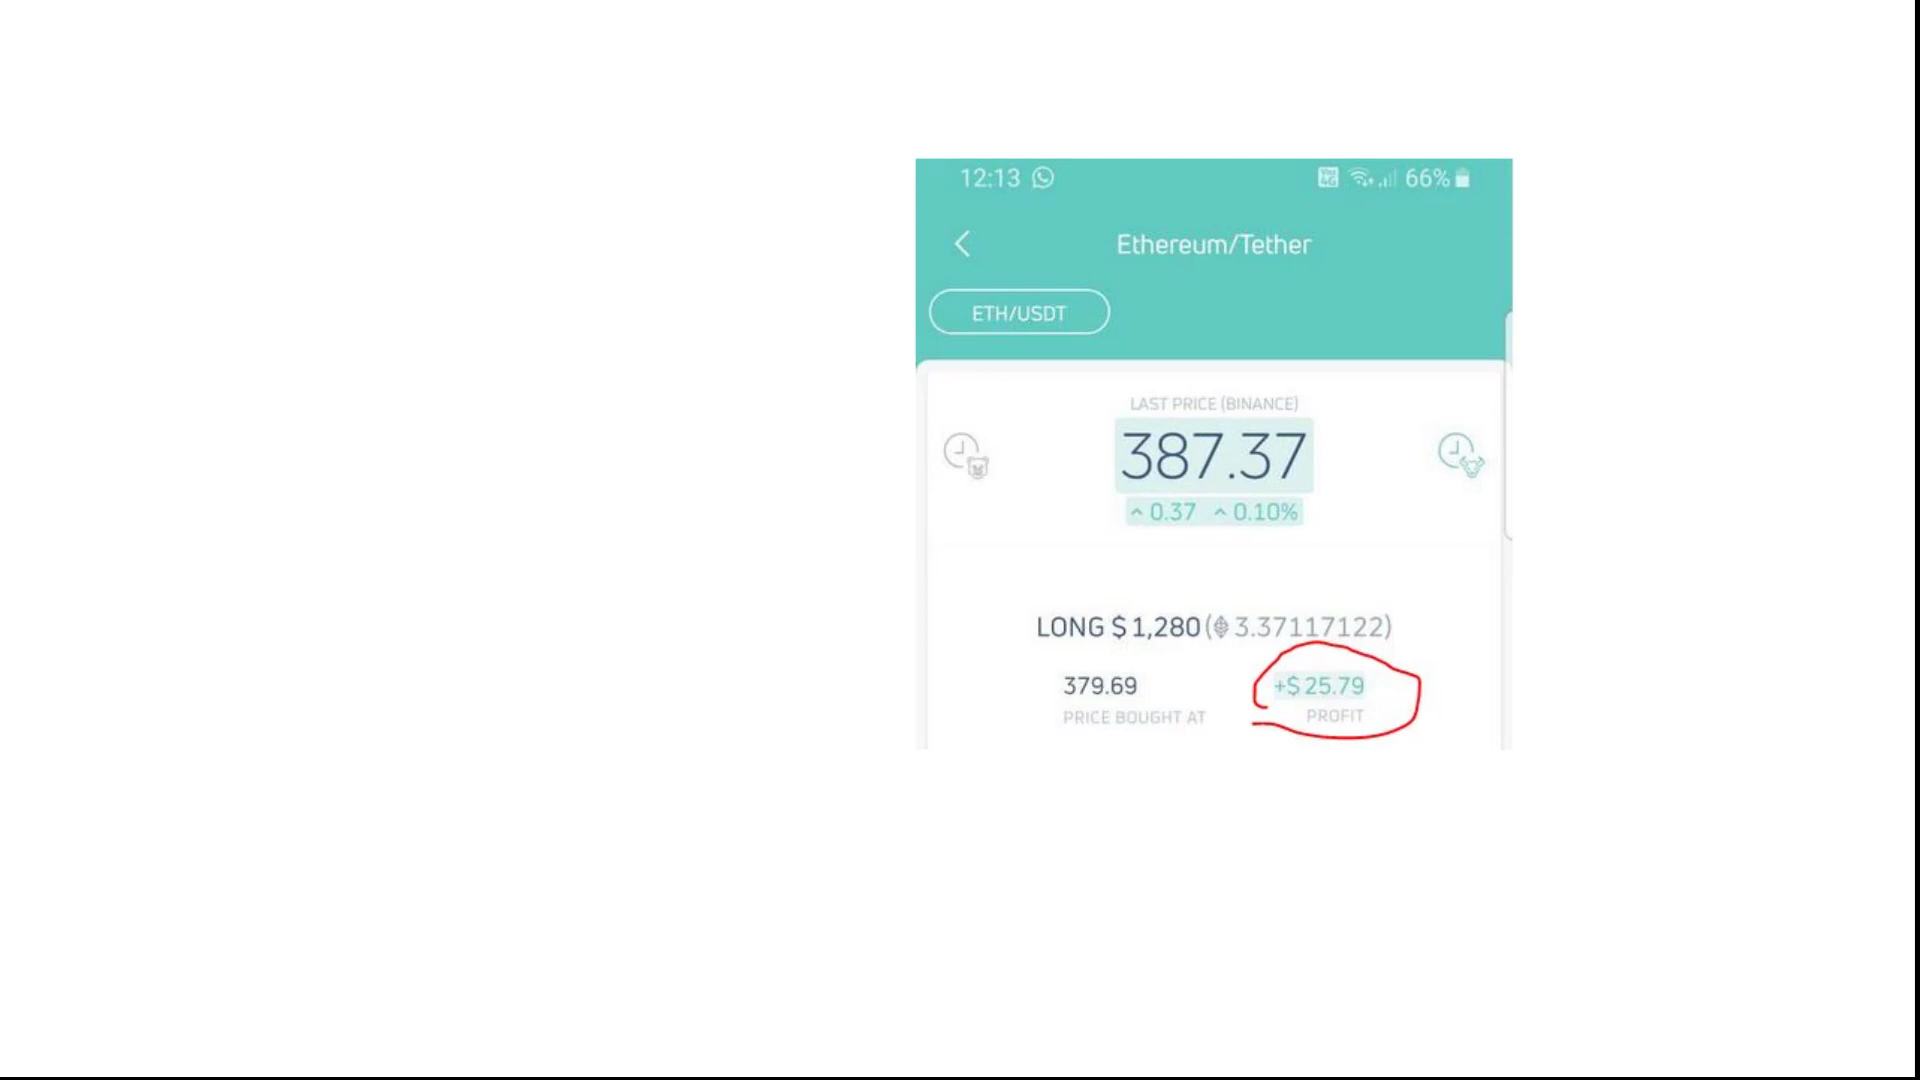 12:13 66%
Ethereum/Tether
ETH/USDT
LAST PRICE (BINANCE)
387.37
^ 0.37 ^ 0.10%
LONG $ 1,280 (3.37117122)
379.69 +$ 25.79
PRICE BOUGHT AT PROFIT